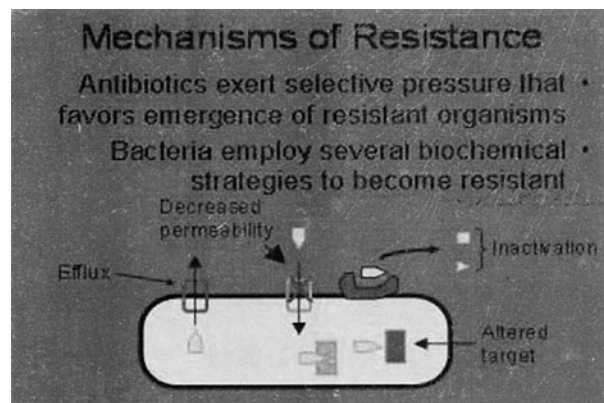 Mechanisms of Resistance
Antibiotics exert selective pressure that •
favors emergence of resistant organisms
Bacteria employ several biochemical •
strategies to become resistant
Decreased
permeability
Efflux
Inactivation
Altered
target